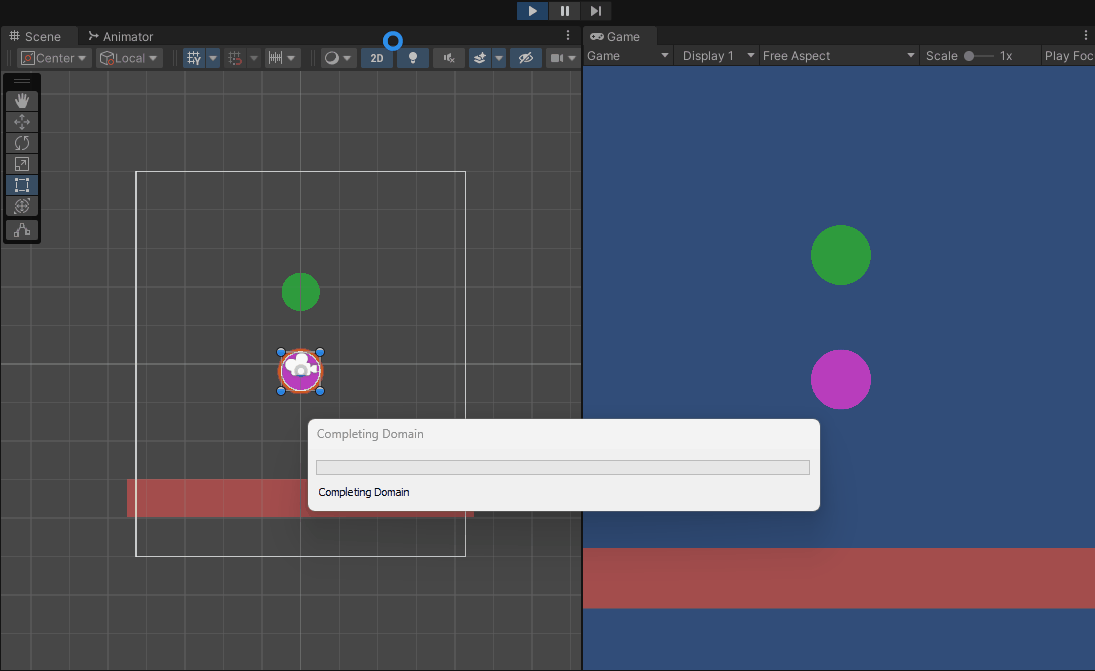 Scene
Animator
Game
Center
Local
2D
Game
Display 1
Free Aspect
Scale
1x
Play Foc
Completing Domain
Completing Domain